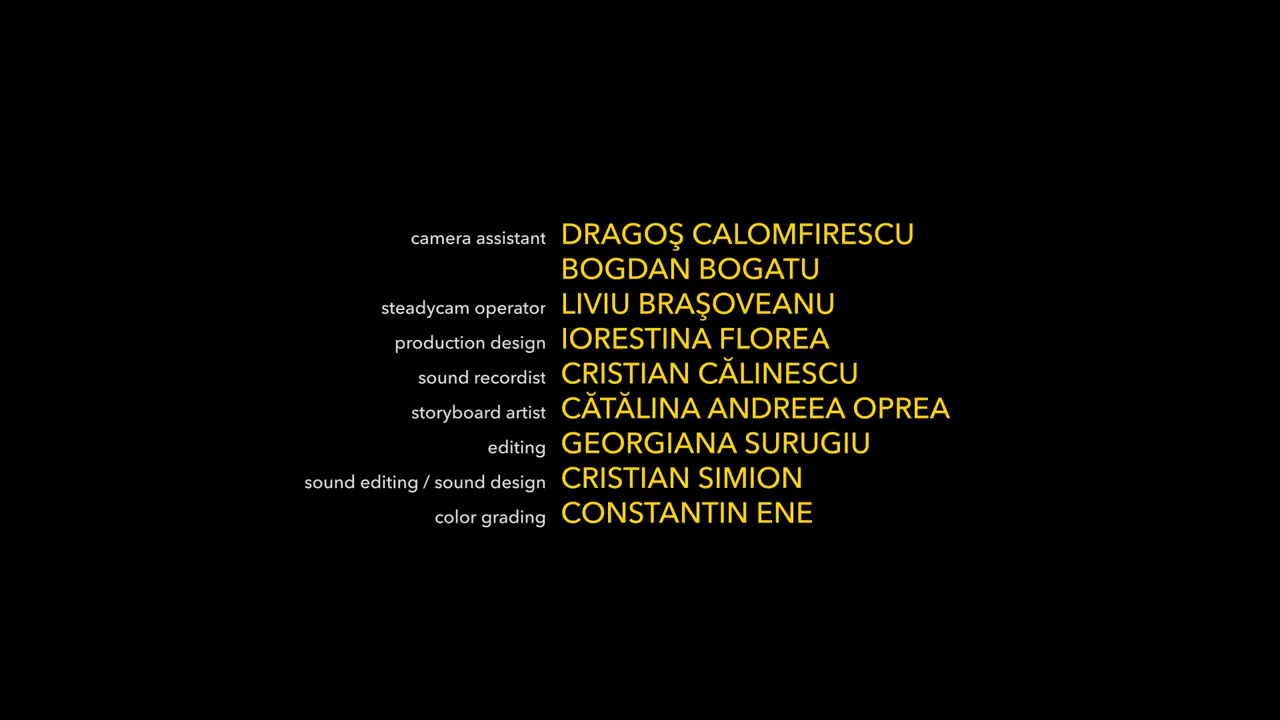 camera assistant DRAGOŞ CALOMFIRESCU
BOGDAN BOGATU
steadycam operator LIVIU BRAŞOVEANU
production design IORESTINA FLOREA
sound recordist CRISTIAN CĂLINESCU
storyboard artist CĂTĂLINA ANDREEA OPREA
editing GEORGIANA SURUGIU
sound editing / sound design CRISTIAN SIMION
color grading CONSTANTIN ENE